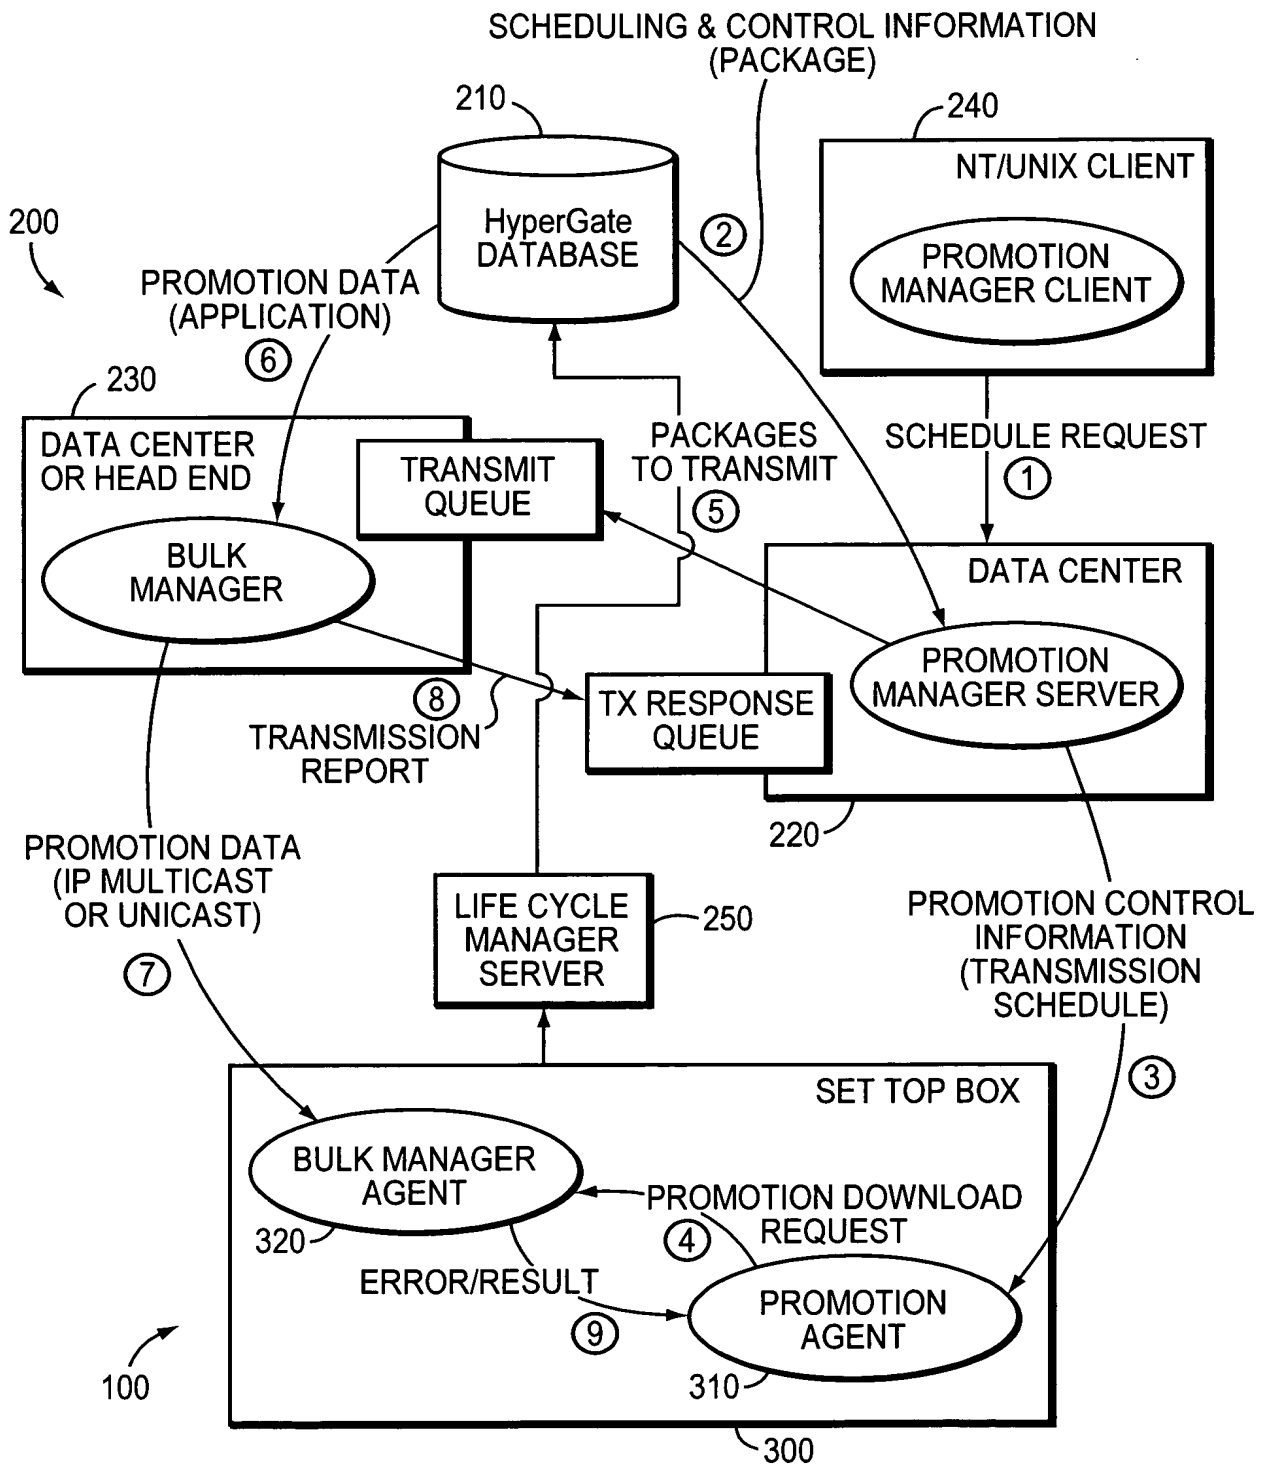 SCHEDULING & CONTROL INFORMATION
(PACKAGE)
210
240
NT/UNIX CLIENT
PROMOTION
MANAGER CLIENT
200
HyperGate
DATABASE
2
PROMOTION DATA
(APPLICATION)
6
230
DATA CENTER
OR HEAD END
TRANSMIT
QUEUE
PACKAGES
TO TRANSMIT
5
SCHEDULE REQUEST
1
BULK
MANAGER
DATA CENTER
PROMOTION
MANAGER SERVER
8
TRANSMISSION
REPORT
TX RESPONSE
QUEUE
220
PROMOTION DATA
(IP MULTICAST
OR UNICAST)
7
LIFE CYCLE
MANAGER
SERVER
250
PROMOTION CONTROL
INFORMATION
(TRANSMISSION
SCHEDULE)
3
SET TOP BOX
BULK MANAGER
AGENT
320
PROMOTION DOWNLOAD
REQUEST
4
ERROR/RESULT
9
PROMOTION
AGENT
310
100
300